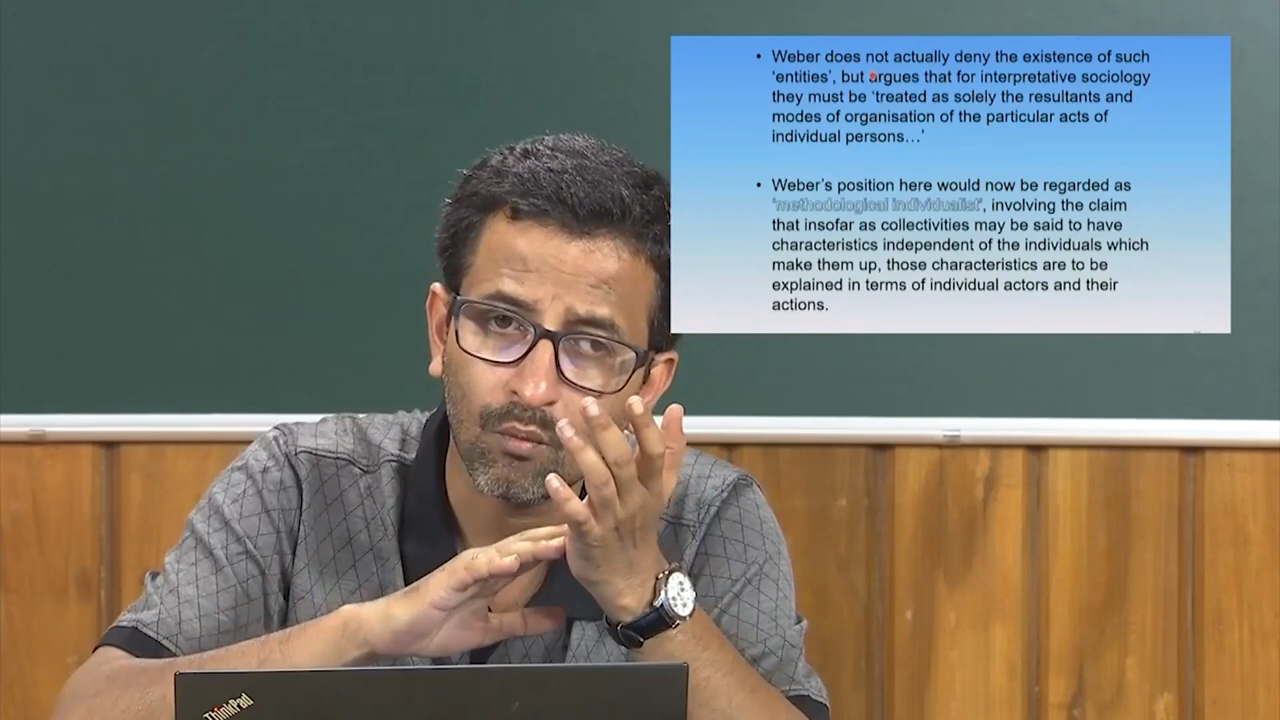 • Weber does not actually deny the existence of such
'entities', but argues that for interpretative sociology
they must be 'treated as solely the resultants and
modes of organisation of the particular acts of
individual persons…'
• Weber's position here would now be regarded as
'methodological individualist', involving the claim
that insofar as collectivities may be said to have
characteristics independent of the individuals which
make them up, those characteristics are to be
explained in terms of individual actors and their
actions.
ThinkPad